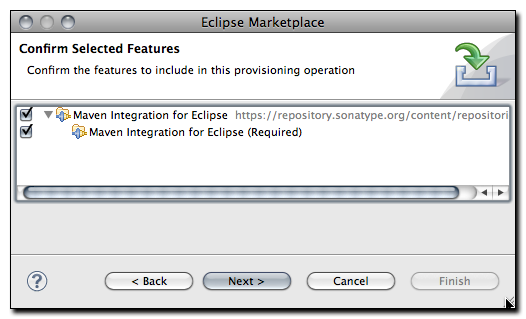 Eclipse Marketplace
Confirm Selected Features
Confirm the features to include in this provisioning operation
Maven Integration for Eclipse https://repository.sonatype.org/content/repositori
Maven Integration for Eclipse (Required)
? < Back Next > Cancel Finish